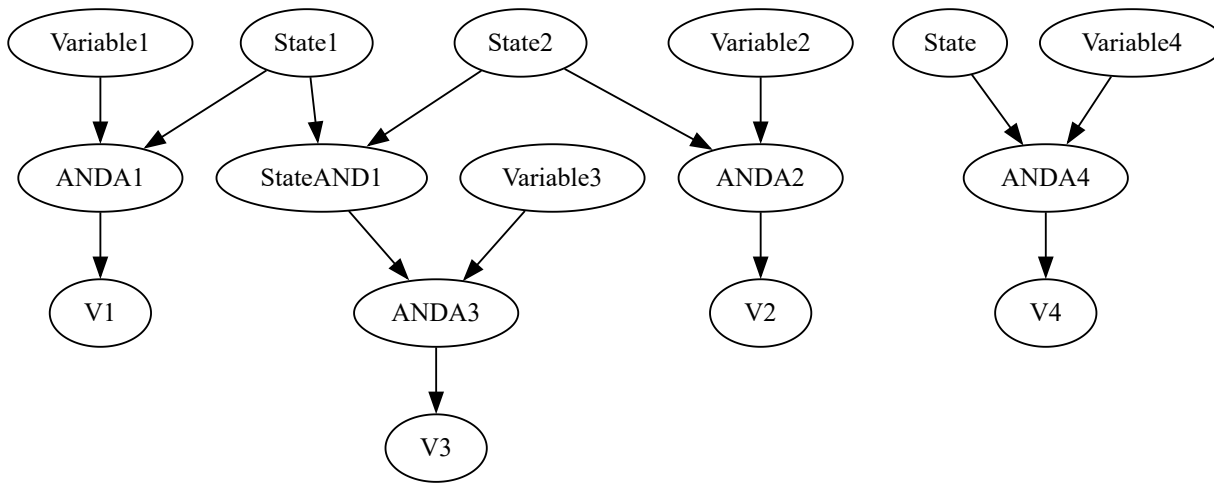 Variable1
State1
State2
Variable2
State
Variable4
ANDA1
StateAND1
Variable3
ANDA2
ANDA4
V1
ANDA3
V2
V4
V3